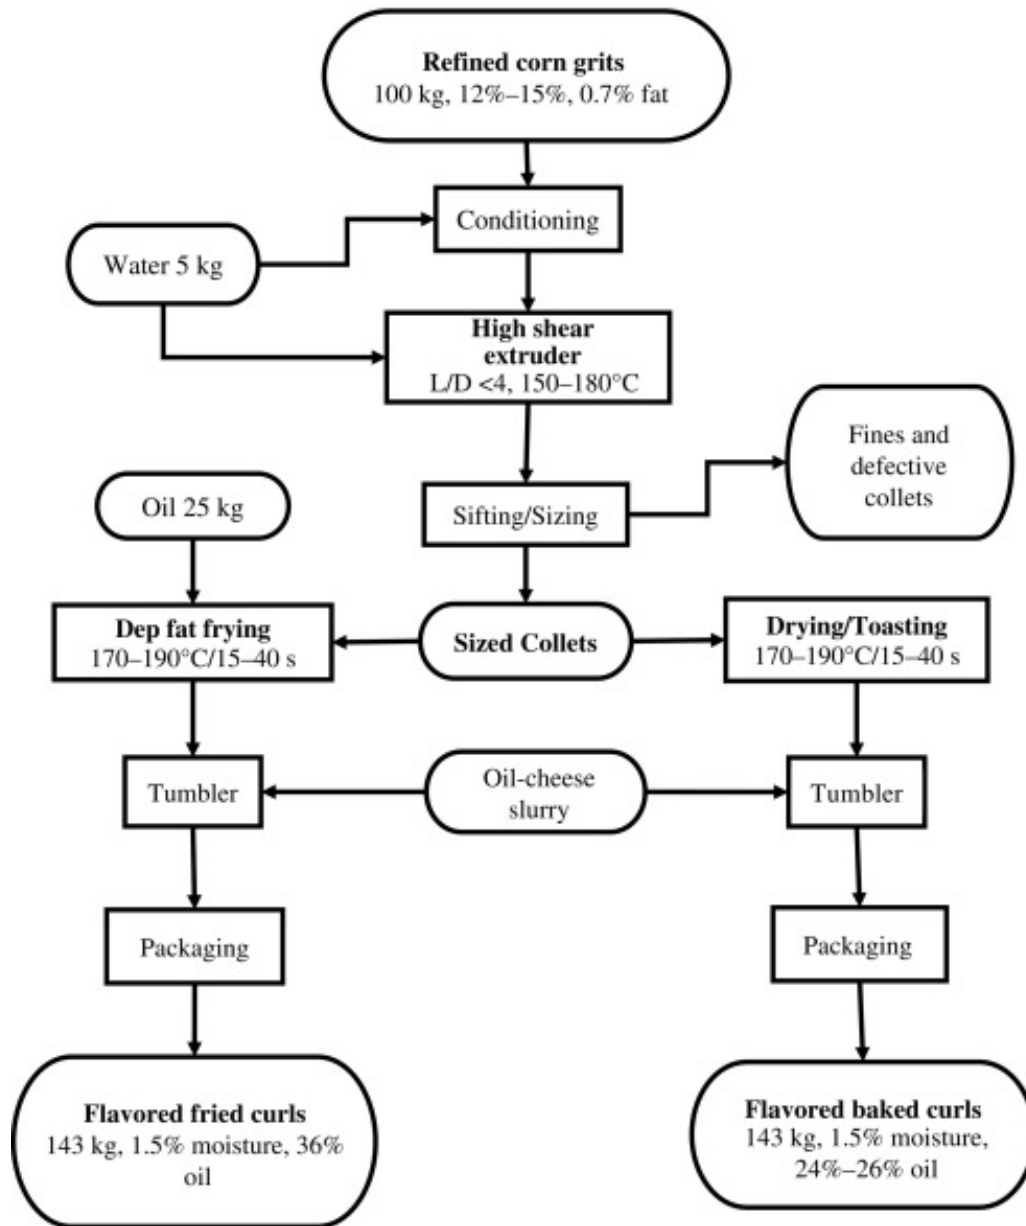 Refined corn grits
100 kg, 12%–15%, 0.7% fat
Conditioning
Water 5 kg
High shear
extruder
L/D <4, 150–180°C
Fines and
defective
collets
Oil 25 kg
Sifting/Sizing
Dep fat frying
170–190°C/15–40 s
Sized Collets
Drying/Toasting
170–190°C/15–40 s
Tumbler
Oil-cheese
slurry
Tumbler
Packaging
Packaging
Flavored fried curls
143 kg, 1.5% moisture, 36%
oil
Flavored baked curls
143 kg, 1.5% moisture,
24%–26% oil